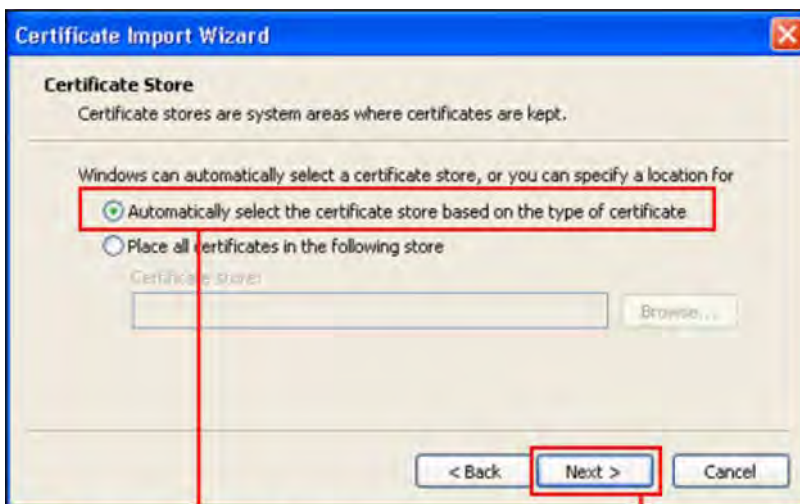 Certificate Import Wizard
Certificate Store
Certificate stores are system areas where certificates are kept.
Windows can automatically select a certificate store, or you can specify a location for
Automatically select the certificate store based on the type of certificate
Place all certificates in the following store
Certificate store:
Browse...
< Back
Next >
Cancel